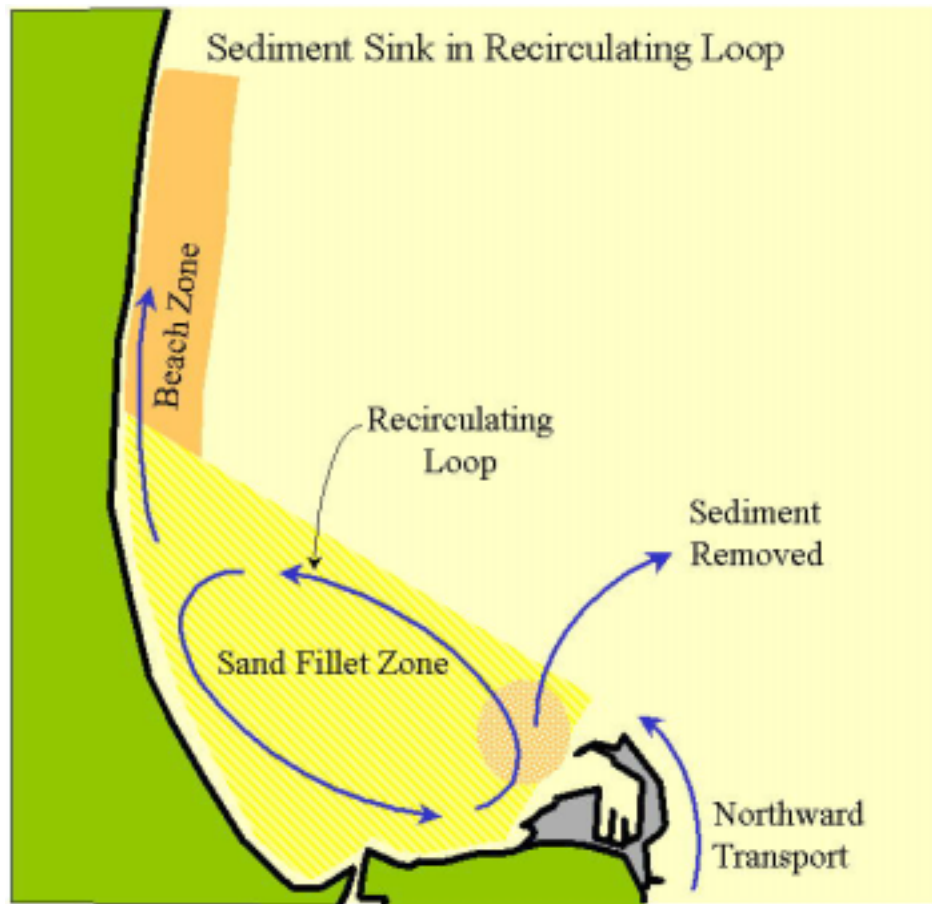 Sediment Sink in Recirculating Loop
Beach Zone
Recirculating
Loop
Sediment
Removed
Sand Fillet Zone
Northward
Transport